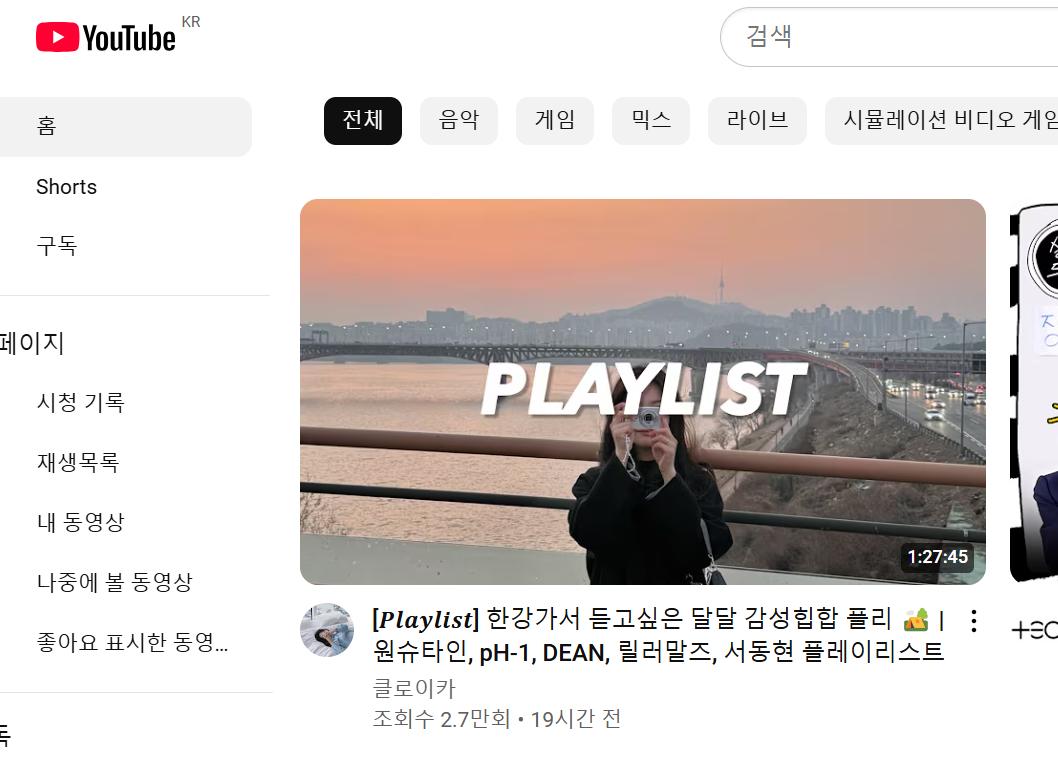 YouTube KR
검색
홈
Shorts
구독
페이지
시청 기록
재생목록
내 동영상
나중에 볼 동영상
좋아요 표시한 동영...
독
전체
음악
게임
믹스
라이브
시뮬레이션 비디오 게임
PLAYLIST
1:27:45
[𝑷𝒍𝒂𝒚𝒍𝒊𝒔𝒕] 한강가서 듣고싶은 달달 감성힙합 플리 🏕️ |
원슈타인, pH-1, DEAN, 릴러말즈, 서동현 플레이리스트
클로이카
조회수 2.7만회 • 19시간 전